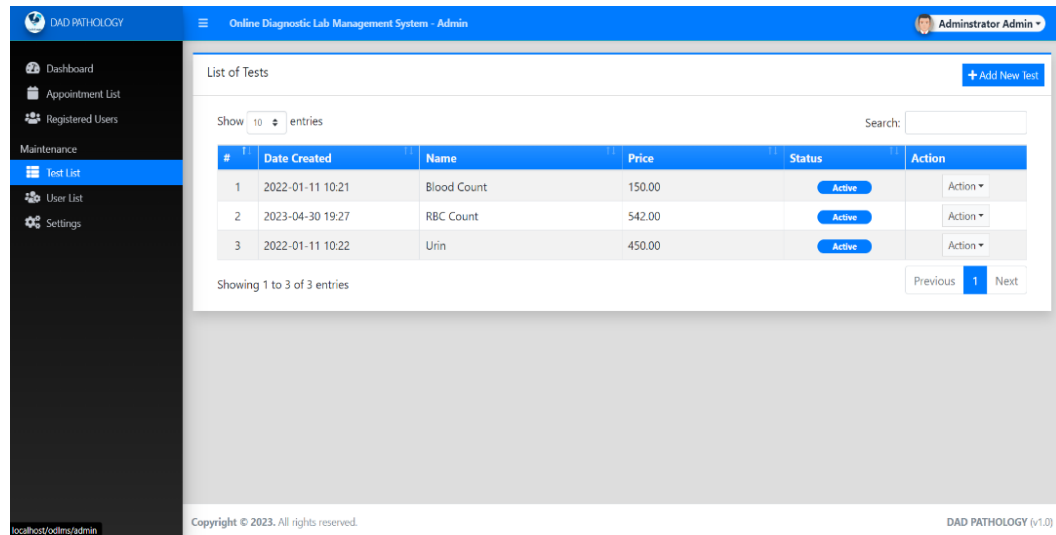 DAD PATHOLOGY
Online Diagnostic Lab Management System - Admin
Adminstrator Admin
Dashboard
Appointment List
Registered Users
Maintenance
Test List
User List
Settings
List of Tests
Add New Test
Show 10 entries
Search:
# Date Created Name Price Status Action
1 2022-01-11 10:21 Blood Count 150.00 Active Action
2 2023-04-30 19:27 RBC Count 542.00 Active Action
3 2022-01-11 10:22 Urin 450.00 Active Action
Showing 1 to 3 of 3 entries
Previous 1 Next
localhost/odlms/admin
Copyright © 2023. All rights reserved.
DAD PATHOLOGY (v1.0)